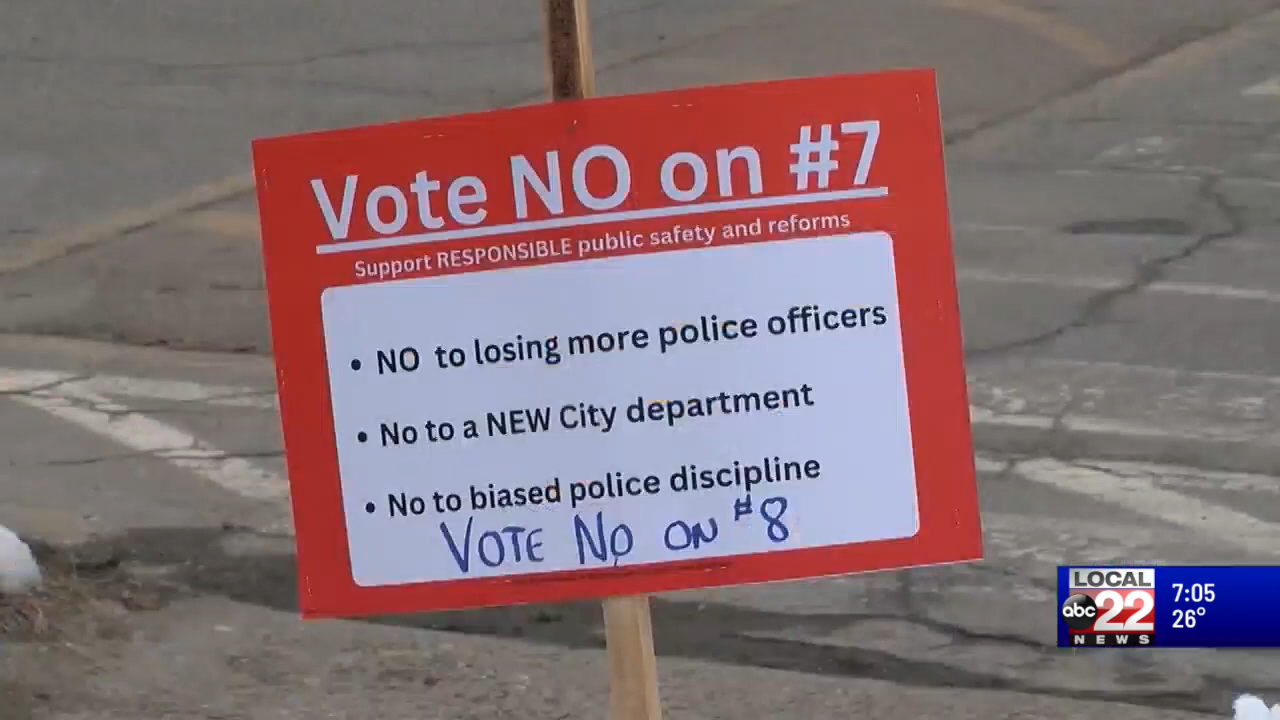 Vote NO on #7
Support RESPONSIBLE public safety and reforms
• NO to losing more police officers
• No to a NEW City department
• No to biased police discipline
VOTE NO ON #8
LOCAL
abc 22
NEWS
7:05
26°